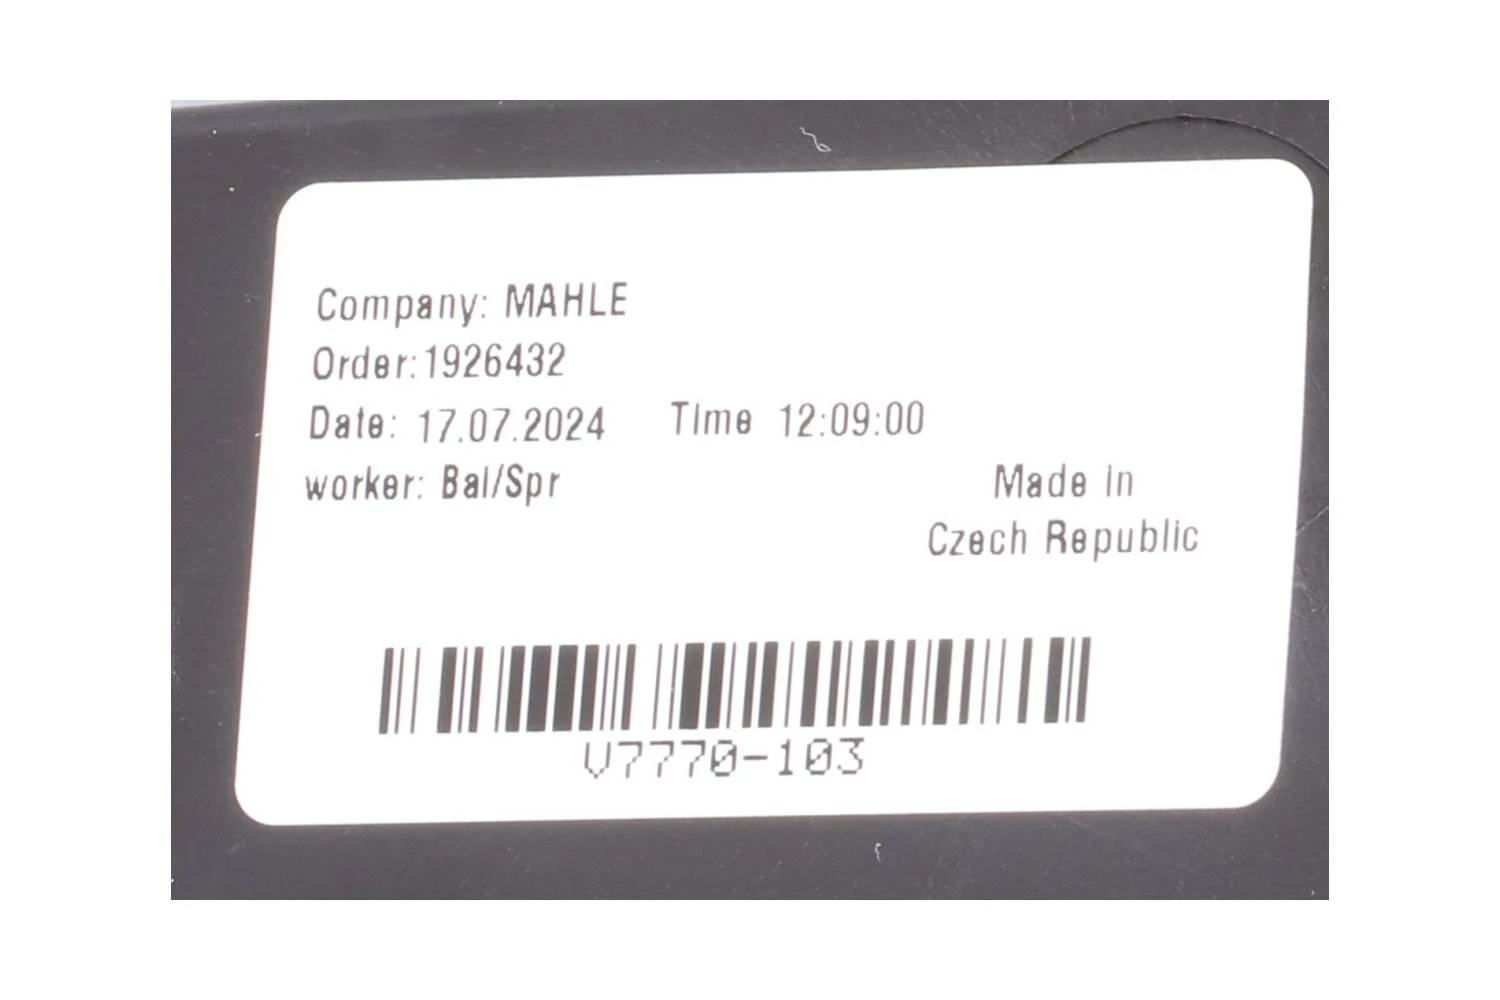 Company: MAHLE
Order:1926432
Date: 17.07.2024 Time 12:09:00
worker: Bal/Spr
Made in
Czech Republic
V7770-103